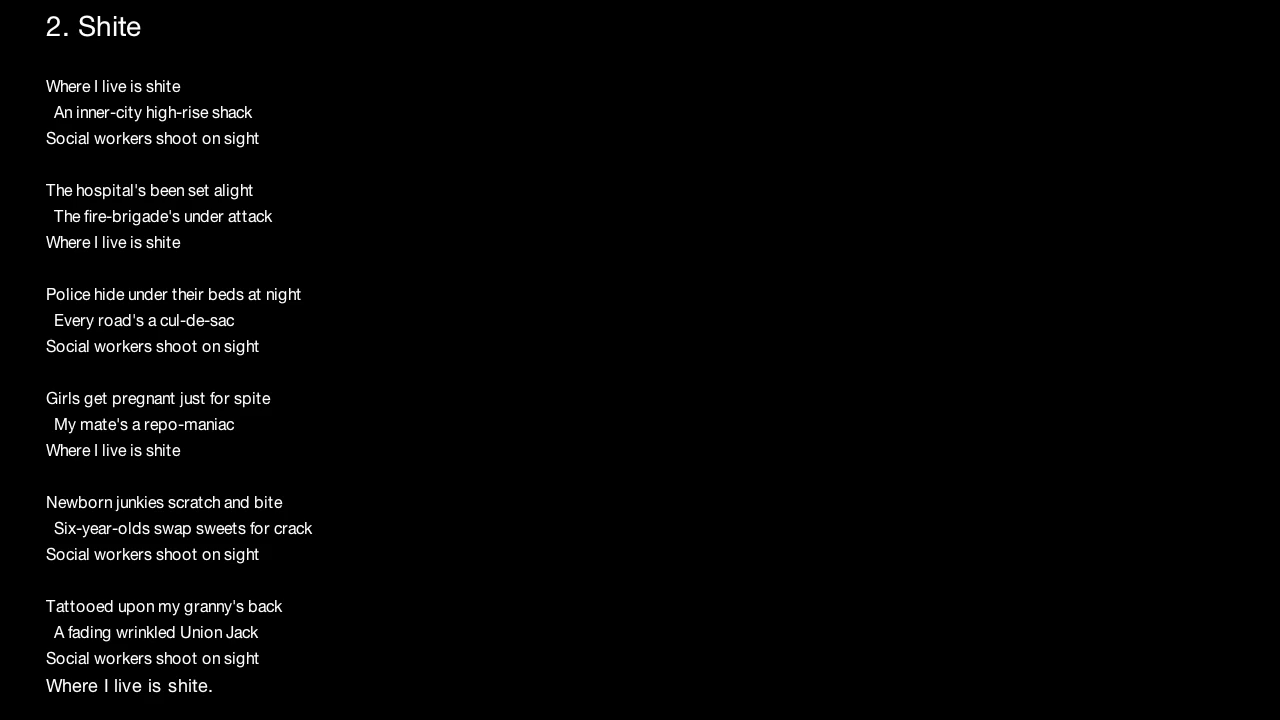 2. Shite
Where I live is shite
An inner-city high-rise shack
Social workers shoot on sight
The hospital's been set alight
The fire-brigade's under attack
Where I live is shite
Police hide under their beds at night
Every road's a cul-de-sac
Social workers shoot on sight
Girls get pregnant just for spite
My mate's a repo-maniac
Where I live is shite
Newborn junkies scratch and bite
Six-year-olds swap sweets for crack
Social workers shoot on sight
Tattooed upon my granny's back
A fading wrinkled Union Jack
Social workers shoot on sight
Where I live is shite.